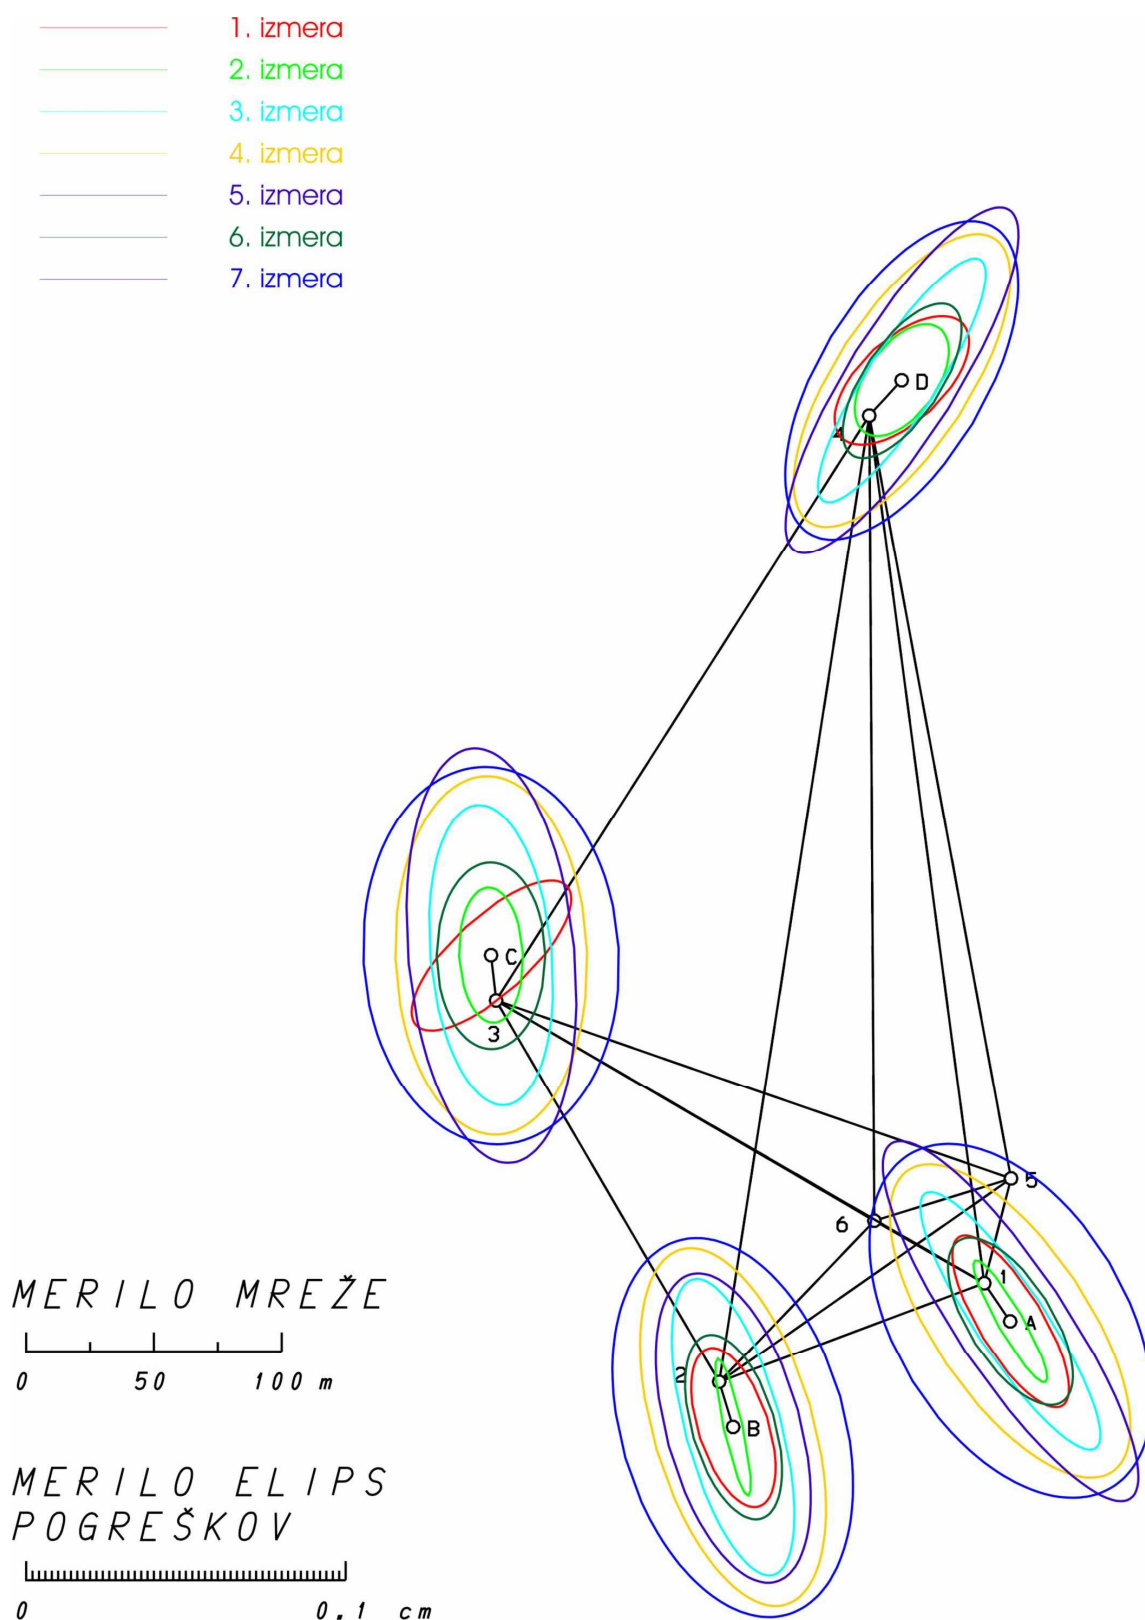 1. izmera
2. izmera
3. izmera
4. izmera
5. izmera
6. izmera
7. izmera
D
4
C
3
5
6
1
A
2
B
MERILO MREŽE
0 50 100 m
MERILO ELIPS
POGREŠKOV
0 0,1 cm